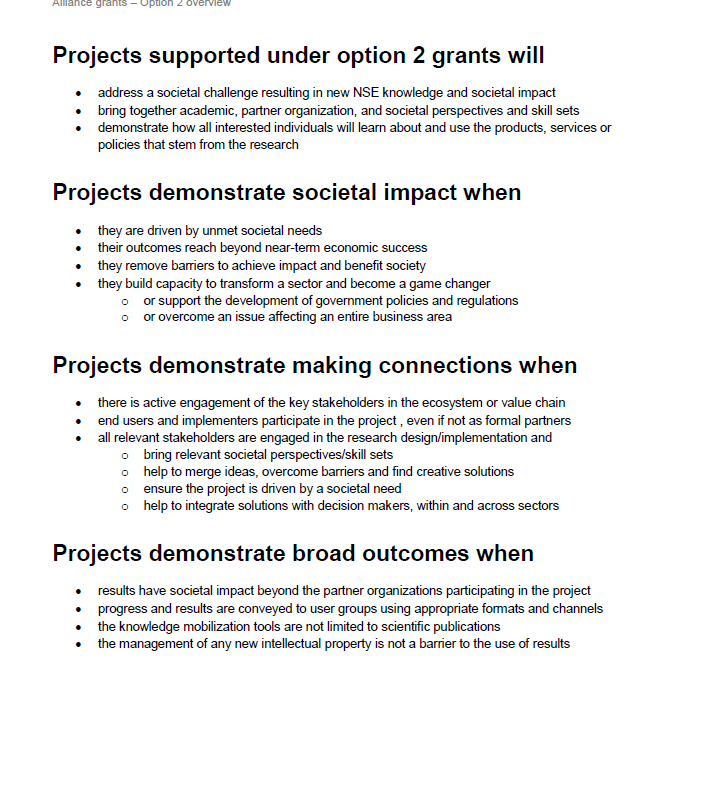 Alliance grants – Option 2 overview
Projects supported under option 2 grants will
• address a societal challenge resulting in new NSE knowledge and societal impact
• bring together academic, partner organization, and societal perspectives and skill sets
• demonstrate how all interested individuals will learn about and use the products, services or
policies that stem from the research
Projects demonstrate societal impact when
• they are driven by unmet societal needs
• their outcomes reach beyond near-term economic success
• they remove barriers to achieve impact and benefit society
• they build capacity to transform a sector and become a game changer
o or support the development of government policies and regulations
o or overcome an issue affecting an entire business area
Projects demonstrate making connections when
• there is active engagement of the key stakeholders in the ecosystem or value chain
• end users and implementers participate in the project , even if not as formal partners
• all relevant stakeholders are engaged in the research design/implementation and
o bring relevant societal perspectives/skill sets
o help to merge ideas, overcome barriers and find creative solutions
o ensure the project is driven by a societal need
o help to integrate solutions with decision makers, within and across sectors
Projects demonstrate broad outcomes when
• results have societal impact beyond the partner organizations participating in the project
• progress and results are conveyed to user groups using appropriate formats and channels
• the knowledge mobilization tools are not limited to scientific publications
• the management of any new intellectual property is not a barrier to the use of results